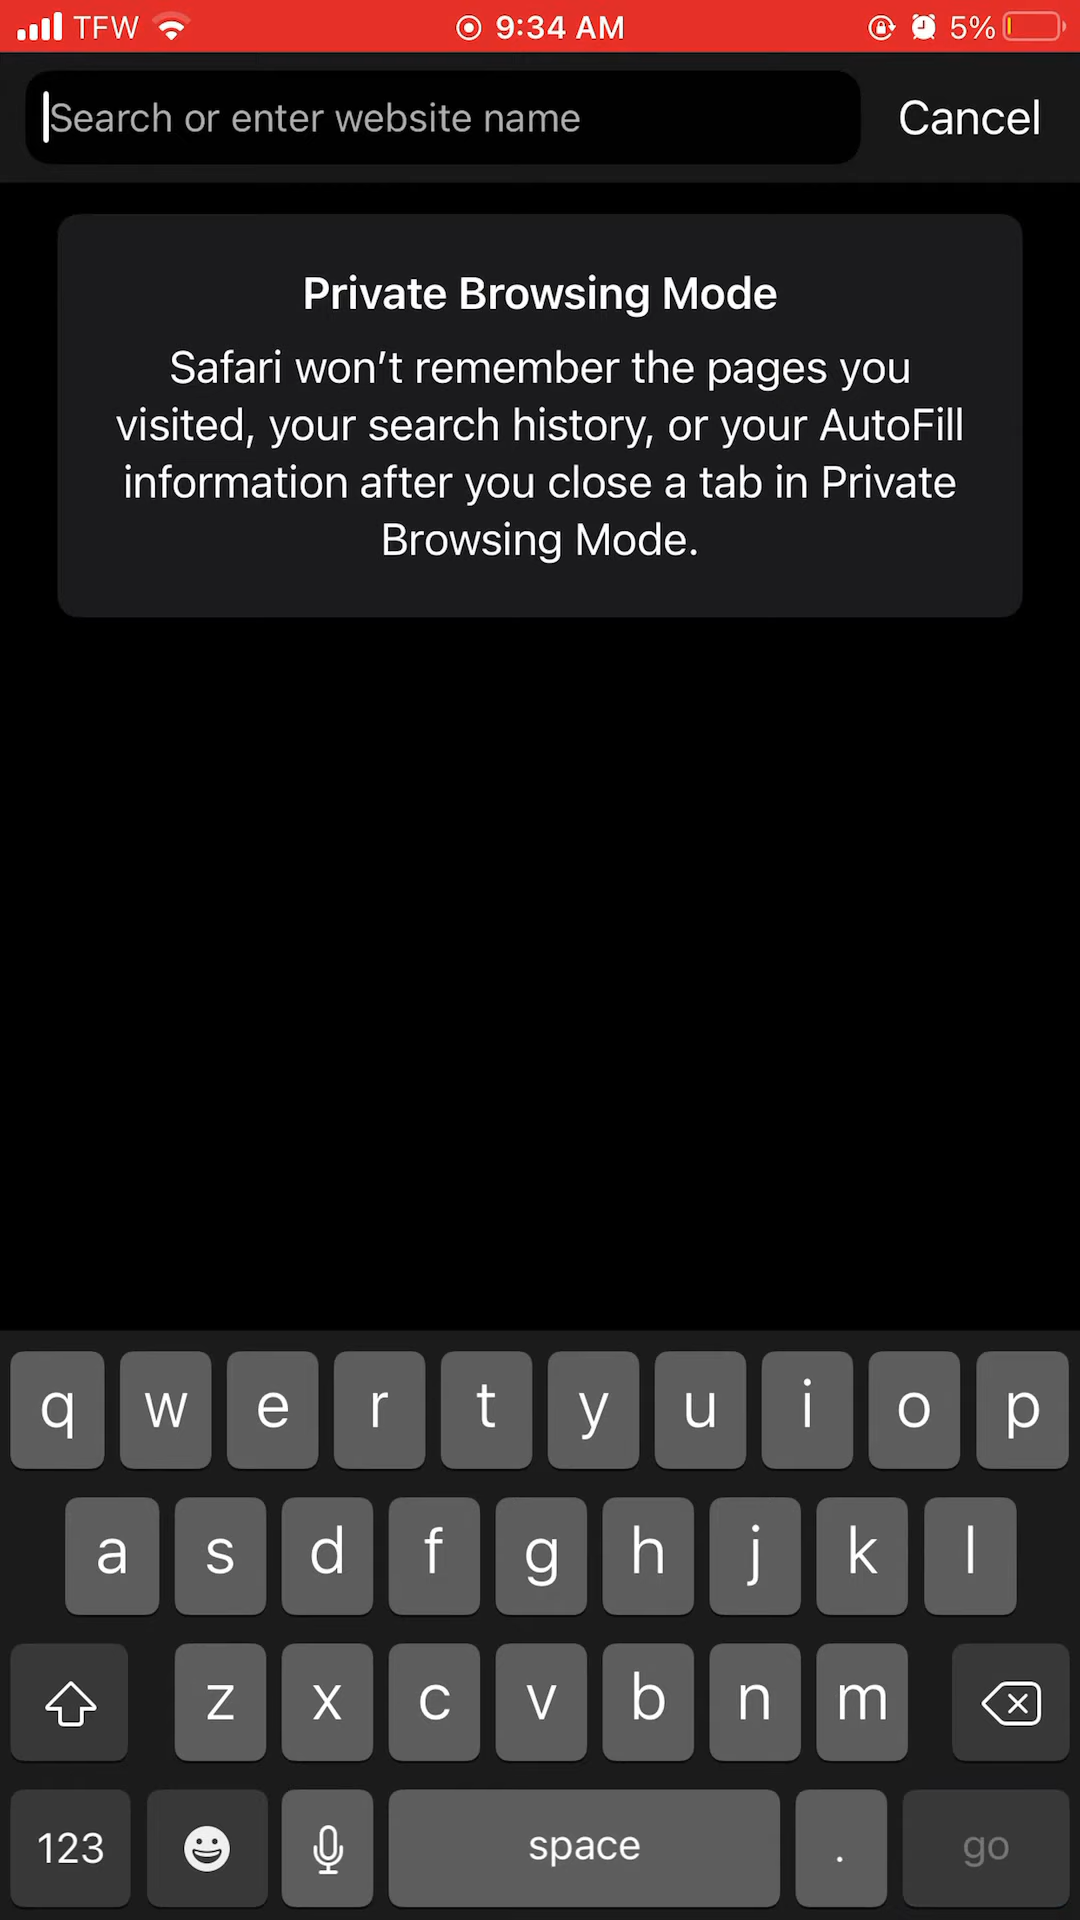 TFW 9:34 AM 5%
Search or enter website name Cancel
Private Browsing Mode
Safari won’t remember the pages you
visited, your search history, or your AutoFill
information after you close a tab in Private
Browsing Mode.
q w e r t y u i o p
a s d f g h j k l
z x c v b n m
123 space . go